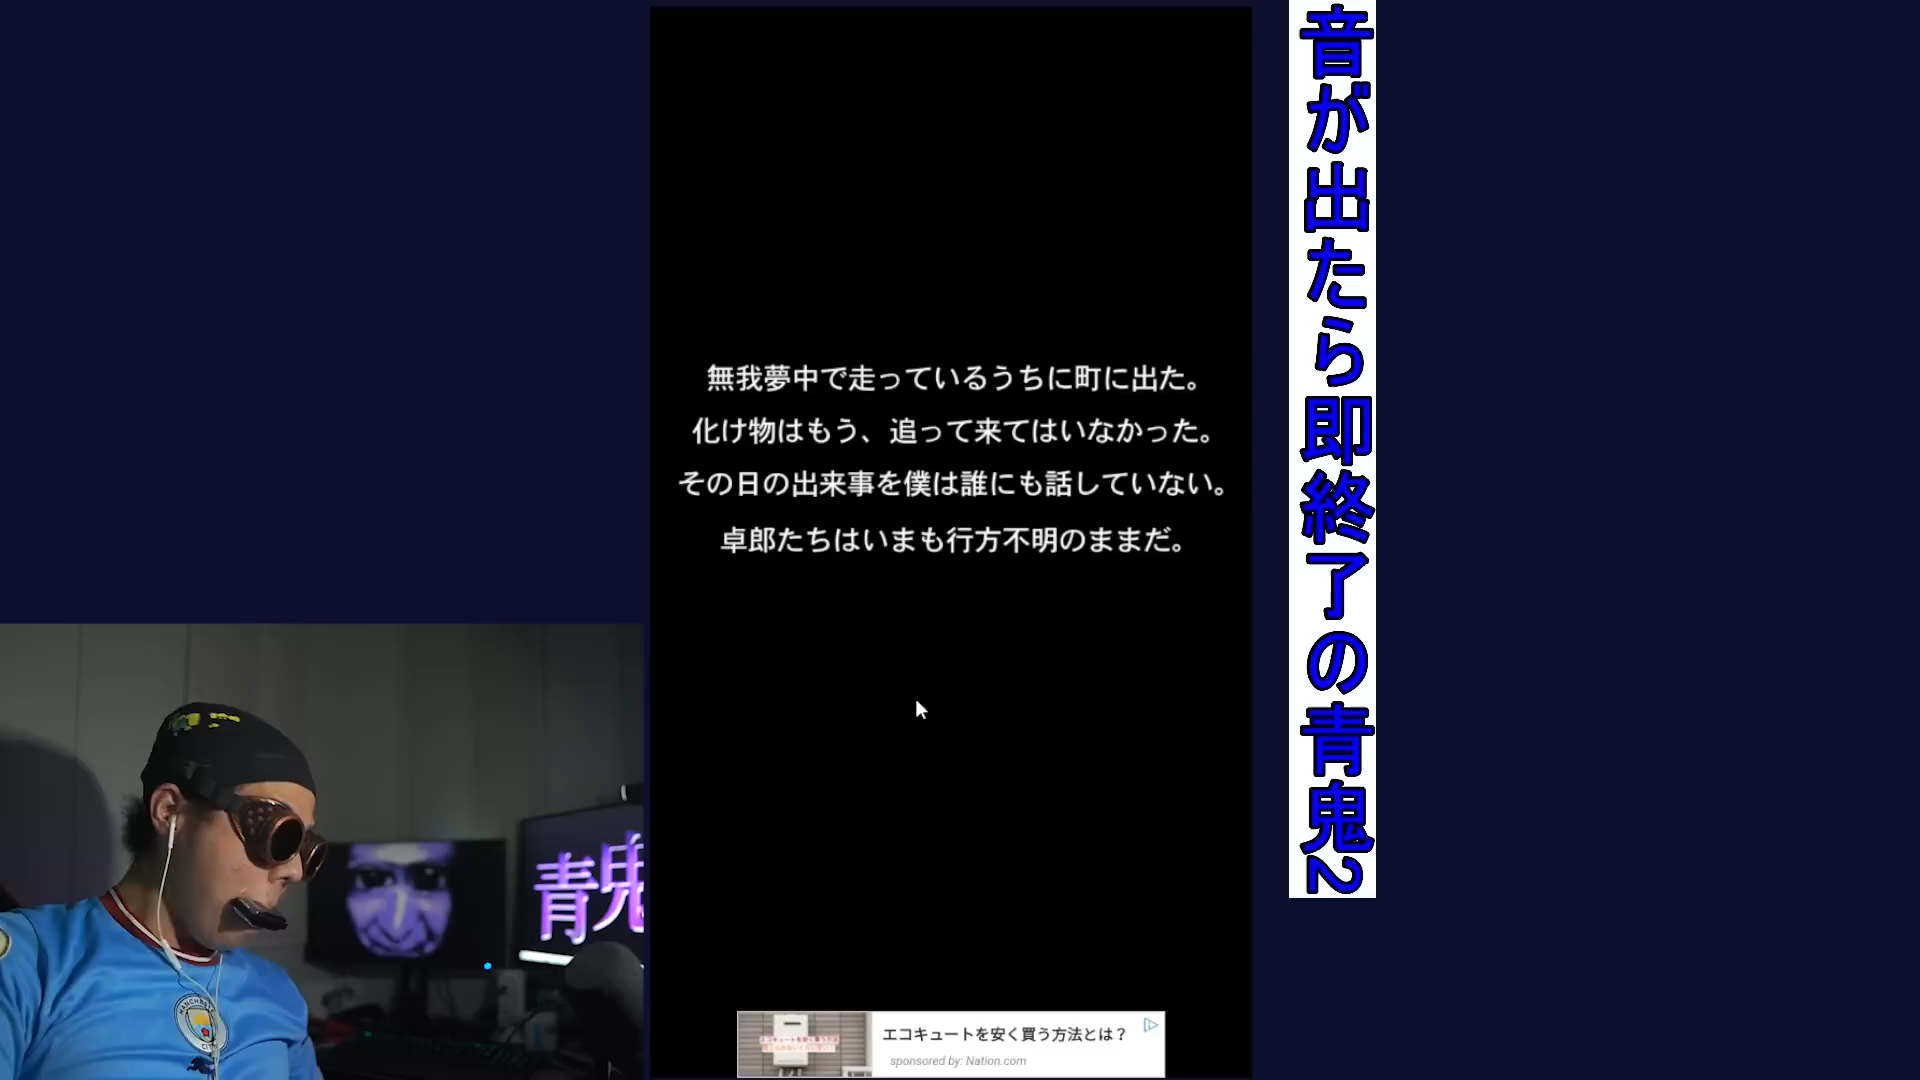 無我夢中で走っているうちに町に出た。
化け物はもう、追って来てはいなかった。
その日の出来事を僕は誰にも話していない。
卓郎たちはいまも行方不明のままだ。
音が出たら即終了の青鬼2
青鬼
エコキュートを安く買う方法とは？
sponsored by: Nation.com